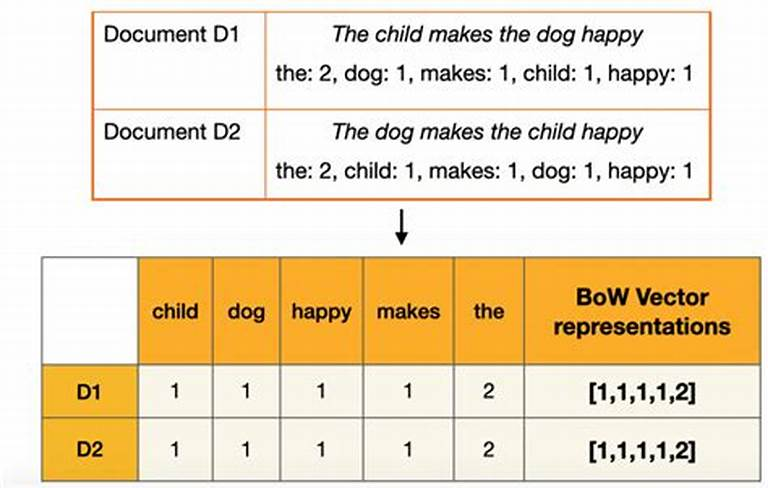 Document D1 The child makes the dog happy
the: 2, dog: 1, makes: 1, child: 1, happy: 1
Document D2 The dog makes the child happy
the: 2, child: 1, makes: 1, dog: 1, happy: 1
child dog happy makes the BoW Vector
representations
D1 1 1 1 1 2 [1,1,1,1,2]
D2 1 1 1 1 2 [1,1,1,1,2]